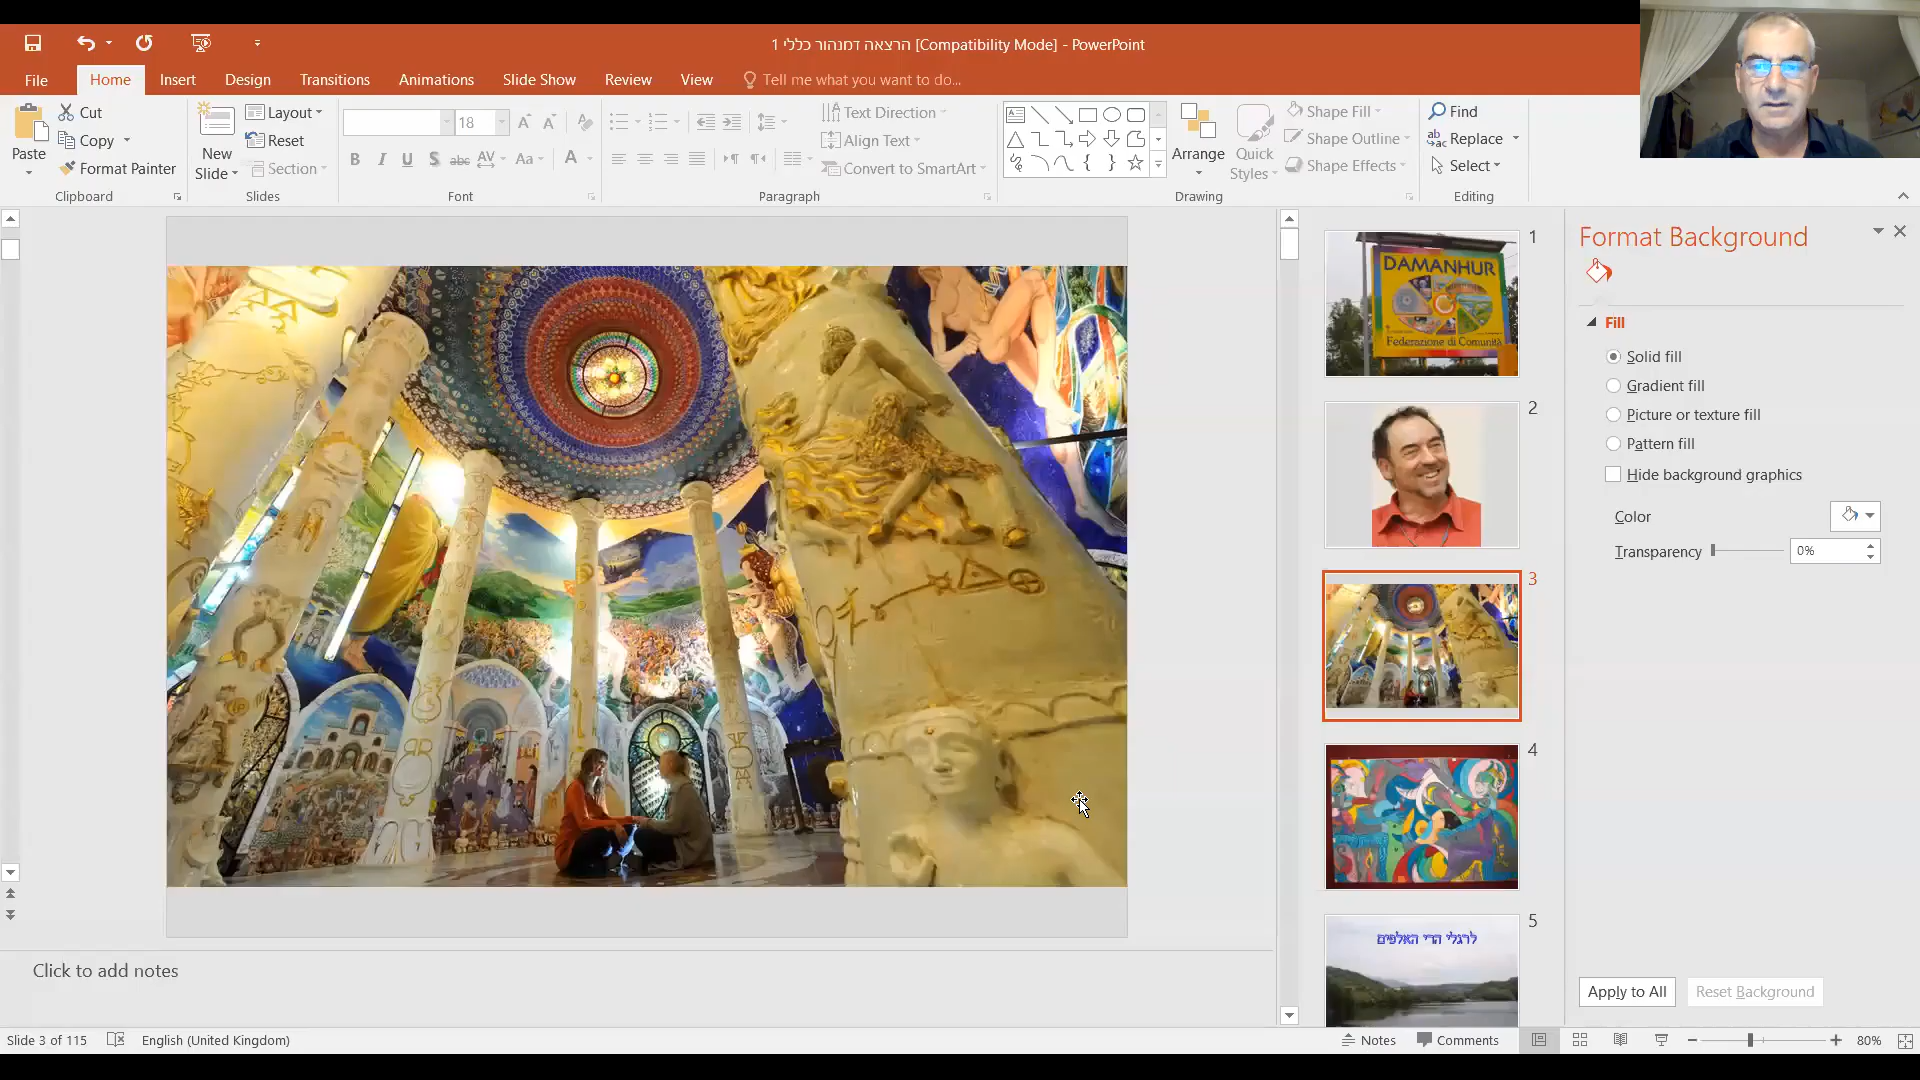 הרצאה דמנהור כללי 1 [Compatibility Mode] - PowerPoint
File
Home
Insert
Design
Transitions
Animations
Slide Show
Review
View
Tell me what you want to do...
Paste
Cut
Copy
Format Painter
Clipboard
New Slide
Layout
Reset
Section
Slides
18
B I U S abc AV Aa A
Font
Text Direction
Align Text
Convert to SmartArt
Paragraph
Arrange
Quick Styles
Shape Fill
Shape Outline
Shape Effects
Drawing
Find
Replace
Select
Editing
1
DAMANHUR
Federazione di Comunità
2
3
4
5
לרגלי הרי האלפים
Format Background
Fill
Solid fill
Gradient fill
Picture or texture fill
Pattern fill
Hide background graphics
Color
Transparency
0%
Apply to All
Reset Background
Click to add notes
Slide 3 of 115
English (United Kingdom)
Notes
Comments
80%